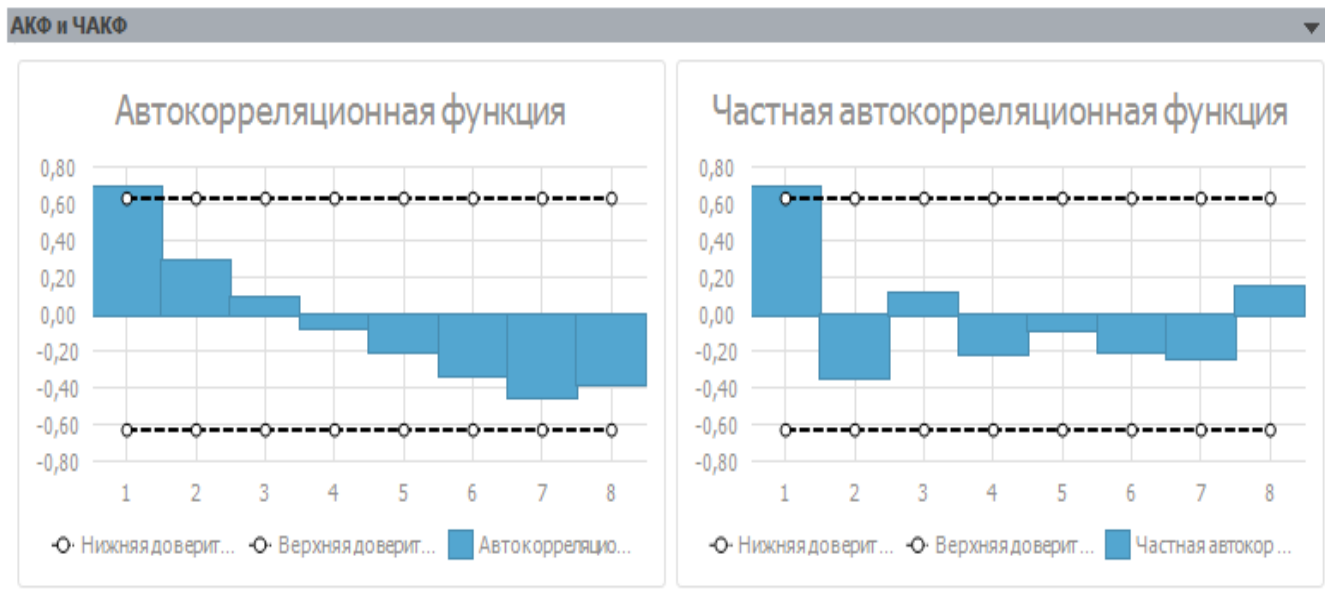 АКФ и ЧАКФ
Автокорреляционная функция
0,80
0,60
0,40
0,20
0,00
-0,20
-0,40
-0,60
-0,80
1 2 3 4 5 6 7 8
Нижняя доверит... Верхняя доверит... Автокорреляцио...
Частная автокорреляционная функция
0,80
0,60
0,40
0,20
0,00
-0,20
-0,40
-0,60
-0,80
1 2 3 4 5 6 7 8
Нижняя доверит... Верхняя доверит... Частная автокор ...